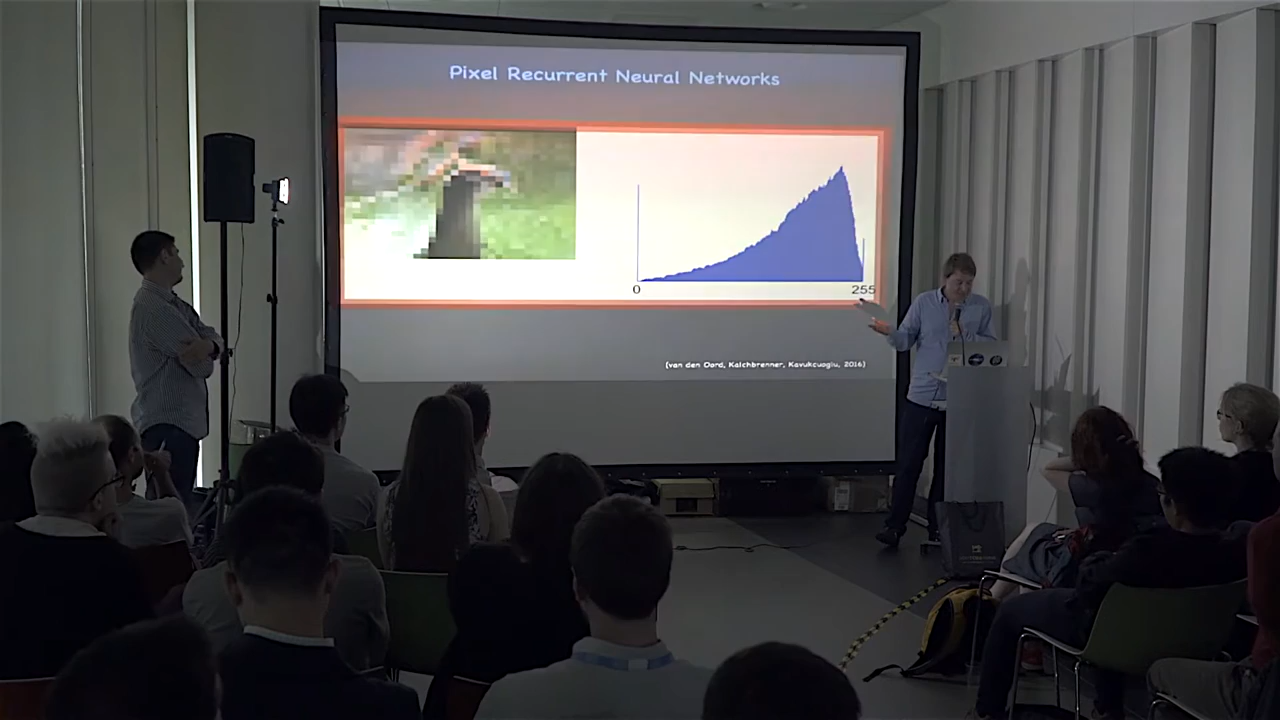 Pixel Recurrent Neural Networks
0
255
(van den Oord, Kalchbrenner, Kavukcuoglu, 2016)